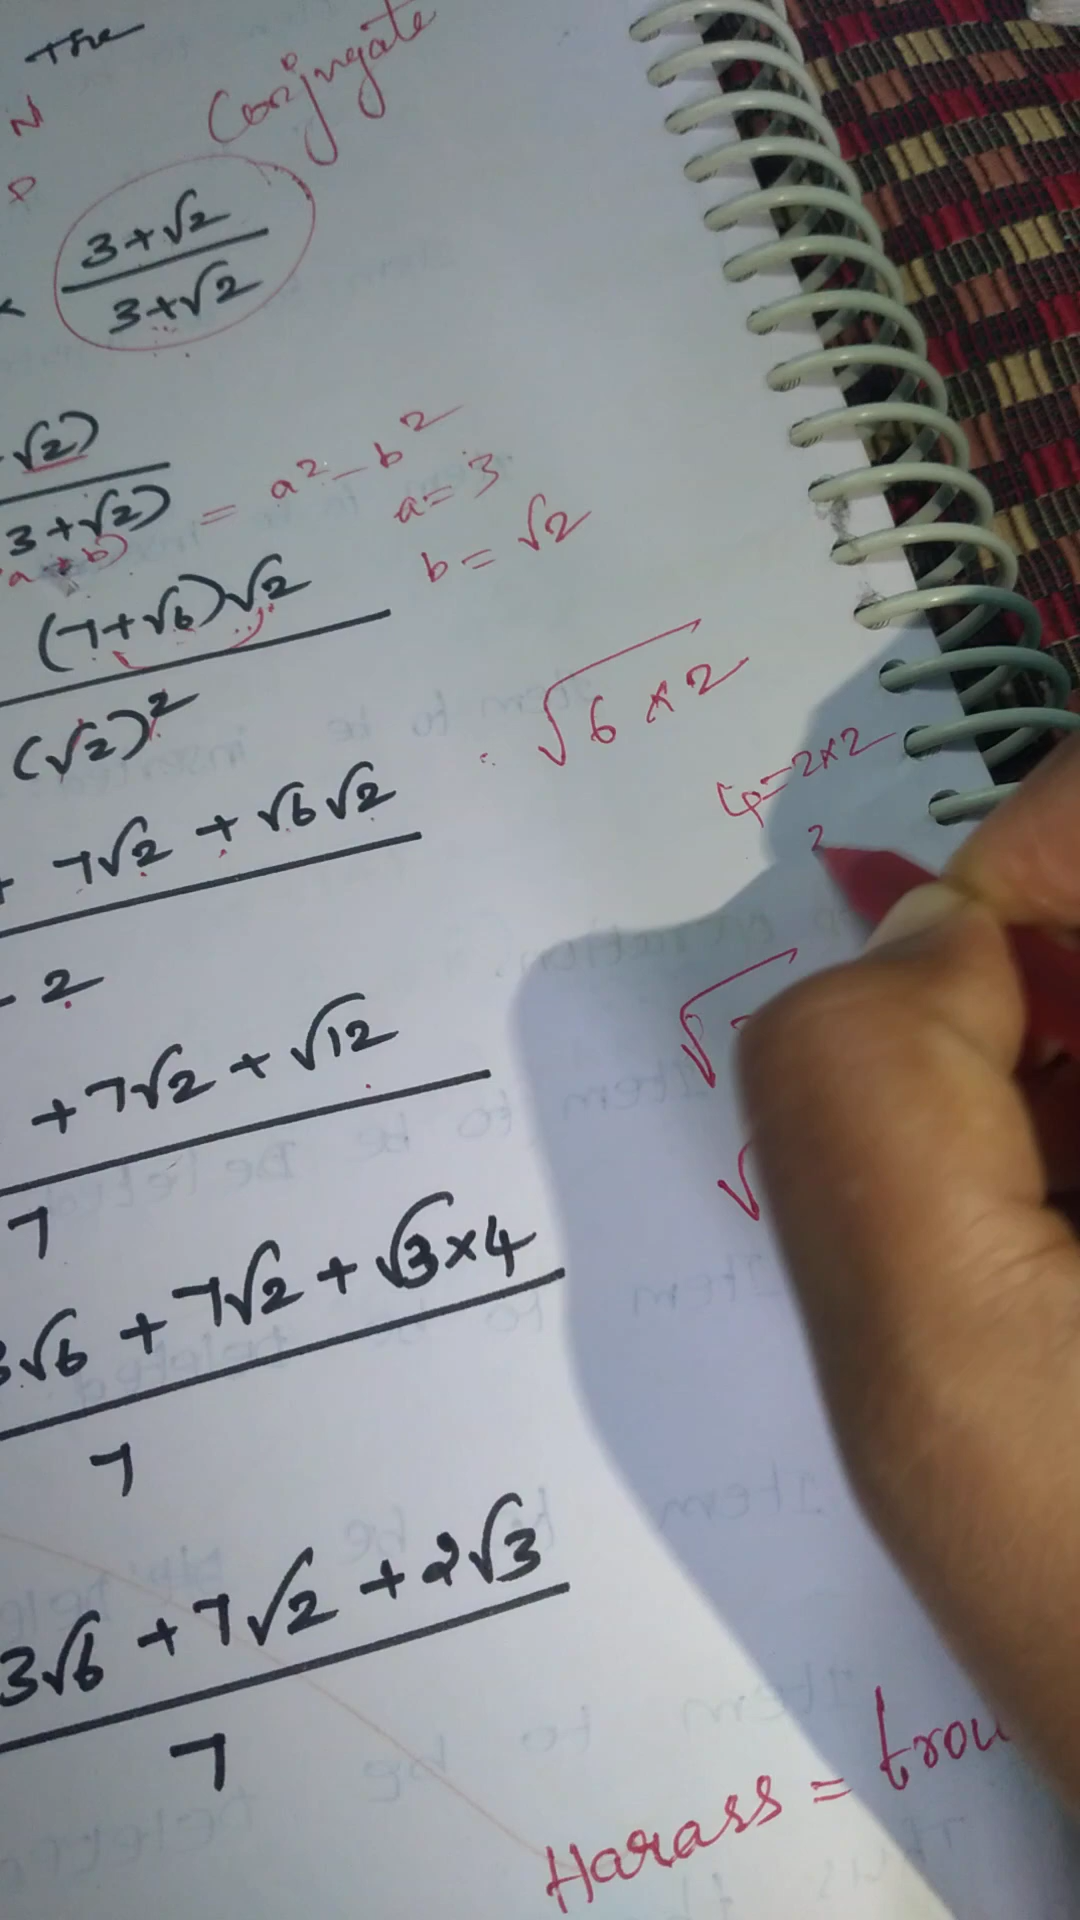 The
N Conjugate
3+√2
× ———
3+√2
√2)
3+√2) = a²-b²
a+b) a=3
b=√2
(7+√6)√2
(√2)²
√6×2
4=2×2
+ 7√2 + √6√2
- 2
+7√2+√12
7
3√6 + 7√2 + √3×4
7
3√6 + 7√2 + 2√3
7
Harass =